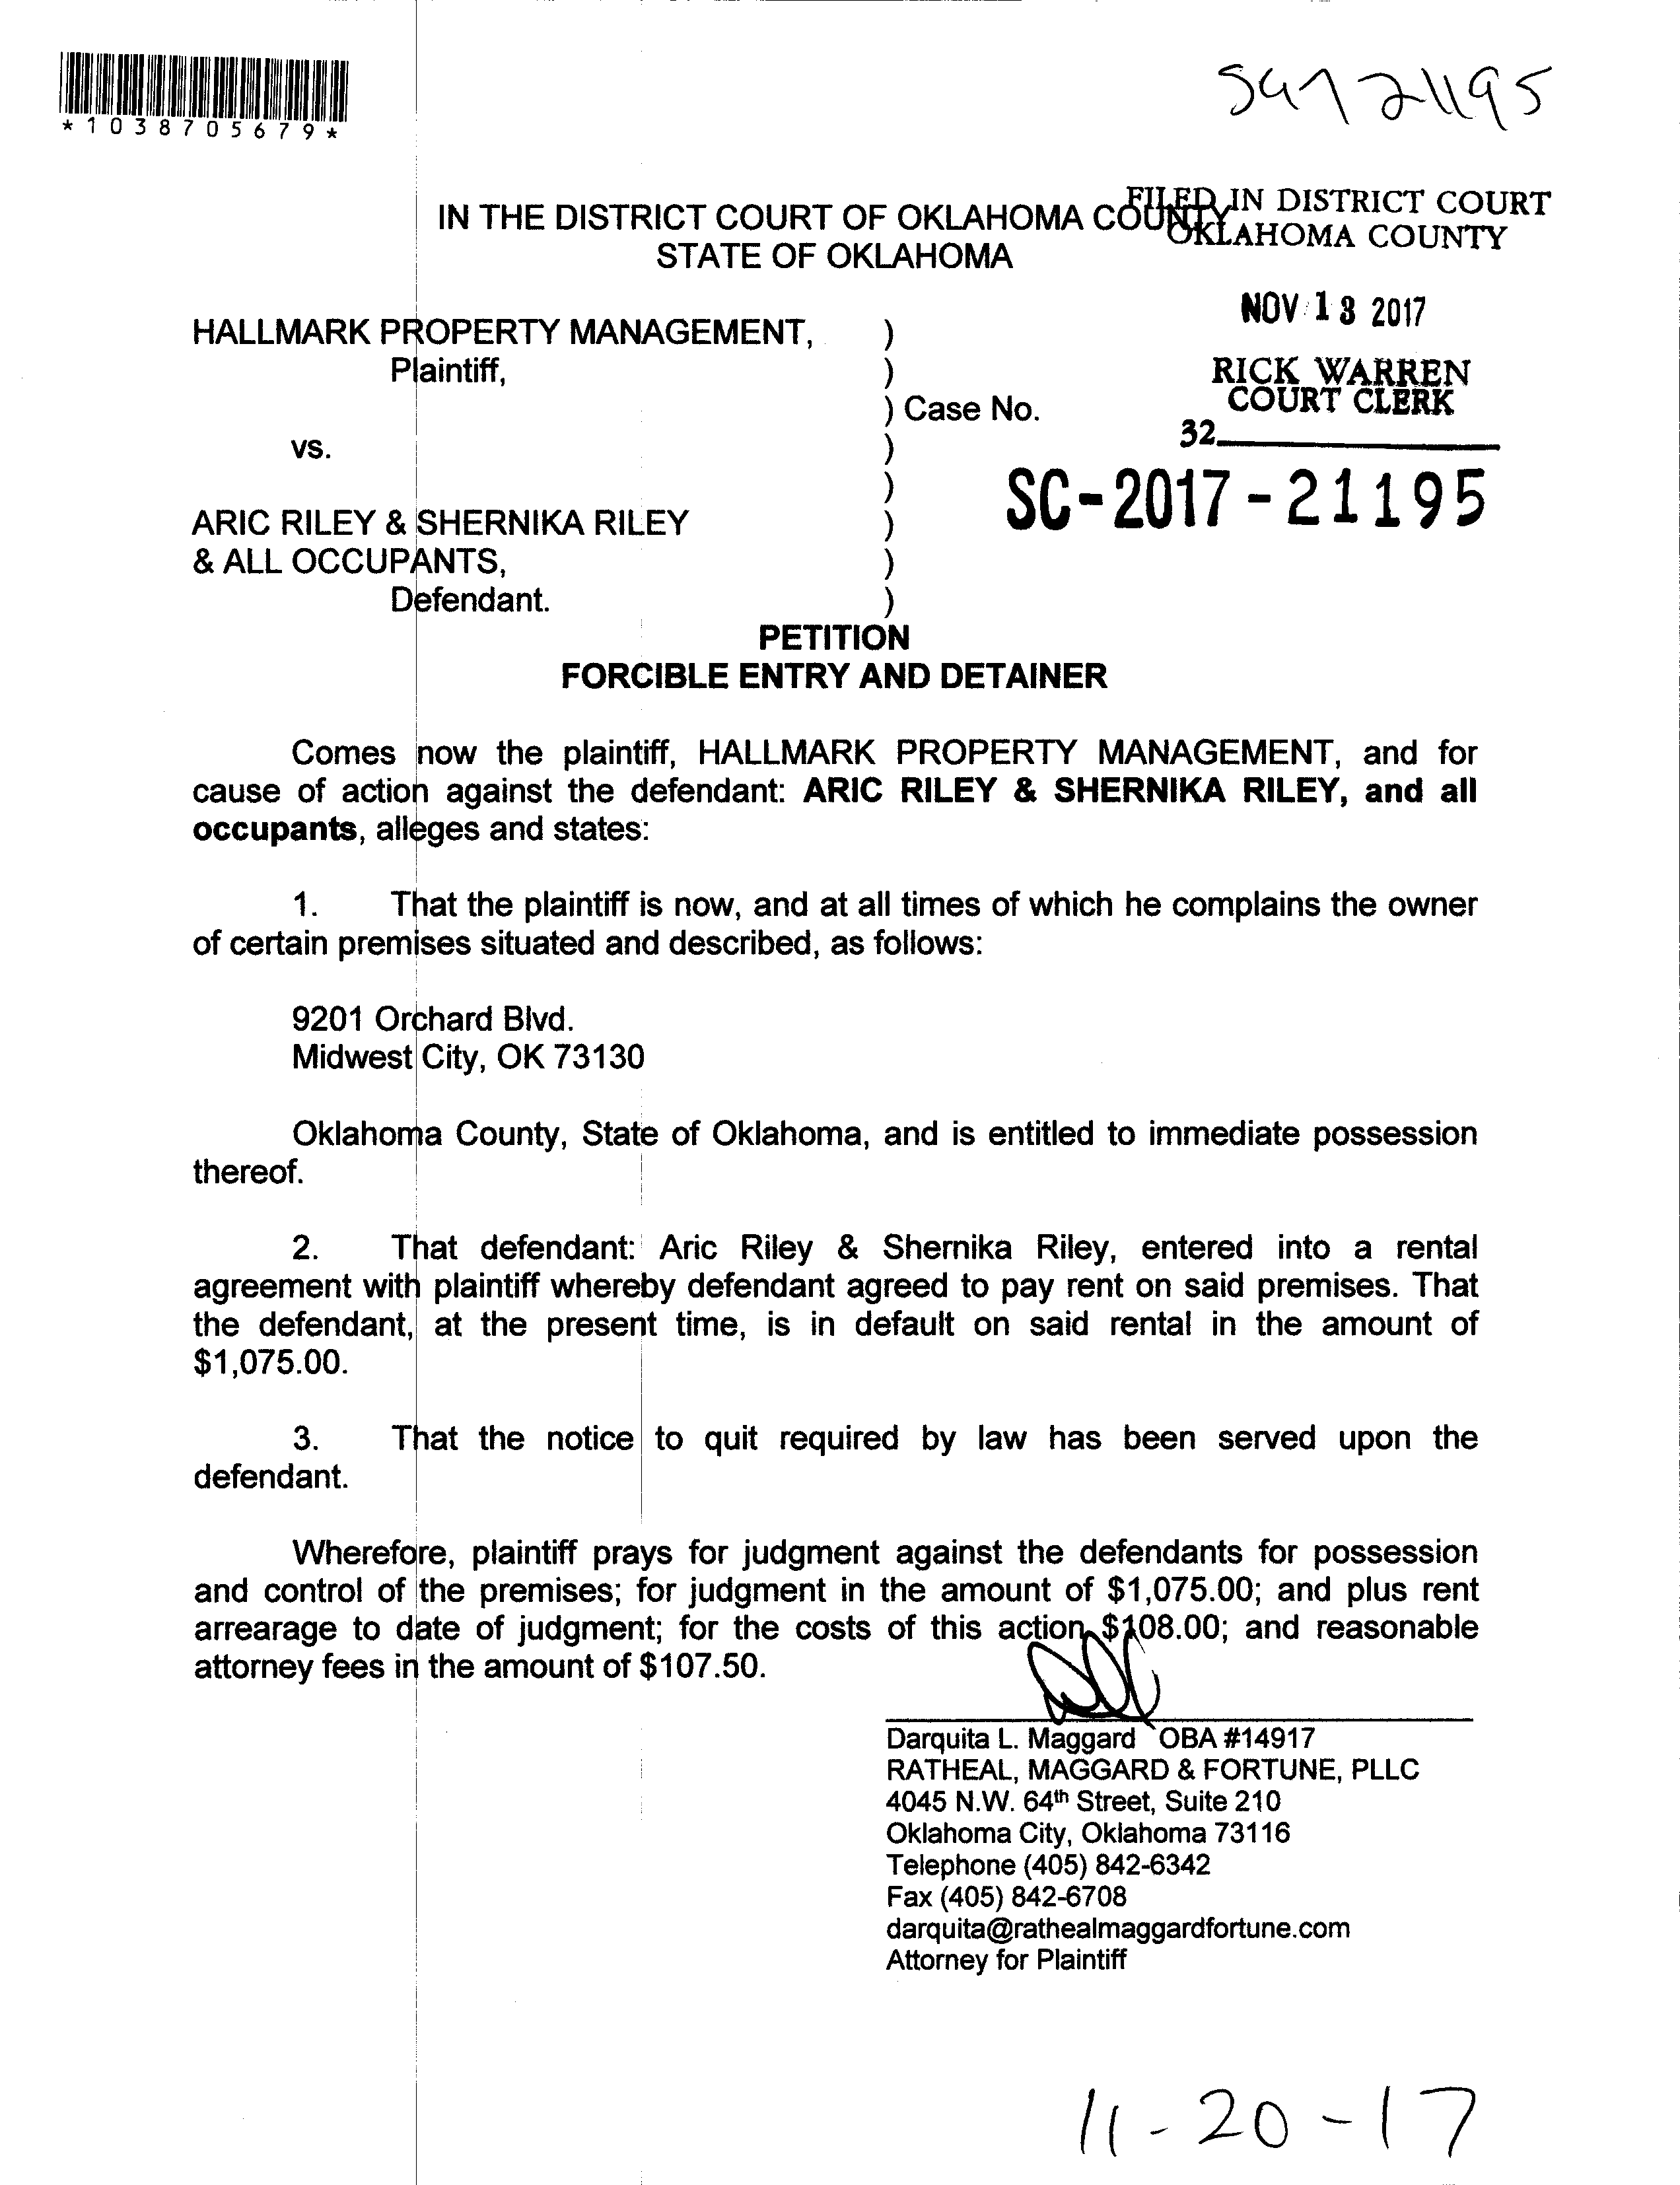 *1038705679*
IN THE DISTRICT COURT OF OKLAHOMA COUNTY
STATE OF OKLAHOMA
FILED IN DISTRICT COURT
OKLAHOMA COUNTY
NOV 13 2017
RICK WARREN
COURT CLERK
32
HALLMARK PROPERTY MANAGEMENT, )
Plaintiff, )
) Case No.
vs. )
)
SC-2017-21195
ARIC RILEY & SHERNIKA RILEY )
& ALL OCCUPANTS, )
Defendant. )
PETITION
FORCIBLE ENTRY AND DETAINER
Comes now the plaintiff, HALLMARK PROPERTY MANAGEMENT, and for
cause of action against the defendant: ARIC RILEY & SHERNIKA RILEY, and all
occupants, alleges and states:
1. That the plaintiff is now, and at all times of which he complains the owner
of certain premises situated and described, as follows:
9201 Orchard Blvd.
Midwest City, OK 73130
Oklahoma County, State of Oklahoma, and is entitled to immediate possession
thereof.
2. That defendant: Aric Riley & Shernika Riley, entered into a rental
agreement with plaintiff whereby defendant agreed to pay rent on said premises. That
the defendant, at the present time, is in default on said rental in the amount of
$1,075.00.
3. That the notice to quit required by law has been served upon the
defendant.
Wherefore, plaintiff prays for judgment against the defendants for possession
and control of the premises; for judgment in the amount of $1,075.00; and plus rent
arrearage to date of judgment; for the costs of this action, $108.00; and reasonable
attorney fees in the amount of $107.50.
Darquita L. Maggard OBA #14917
RATHEAL, MAGGARD & FORTUNE, PLLC
4045 N.W. 64th Street, Suite 210
Oklahoma City, Oklahoma 73116
Telephone (405) 842-6342
Fax (405) 842-6708
darquita@rathealmaggardfortune.com
Attorney for Plaintiff
11-20-17